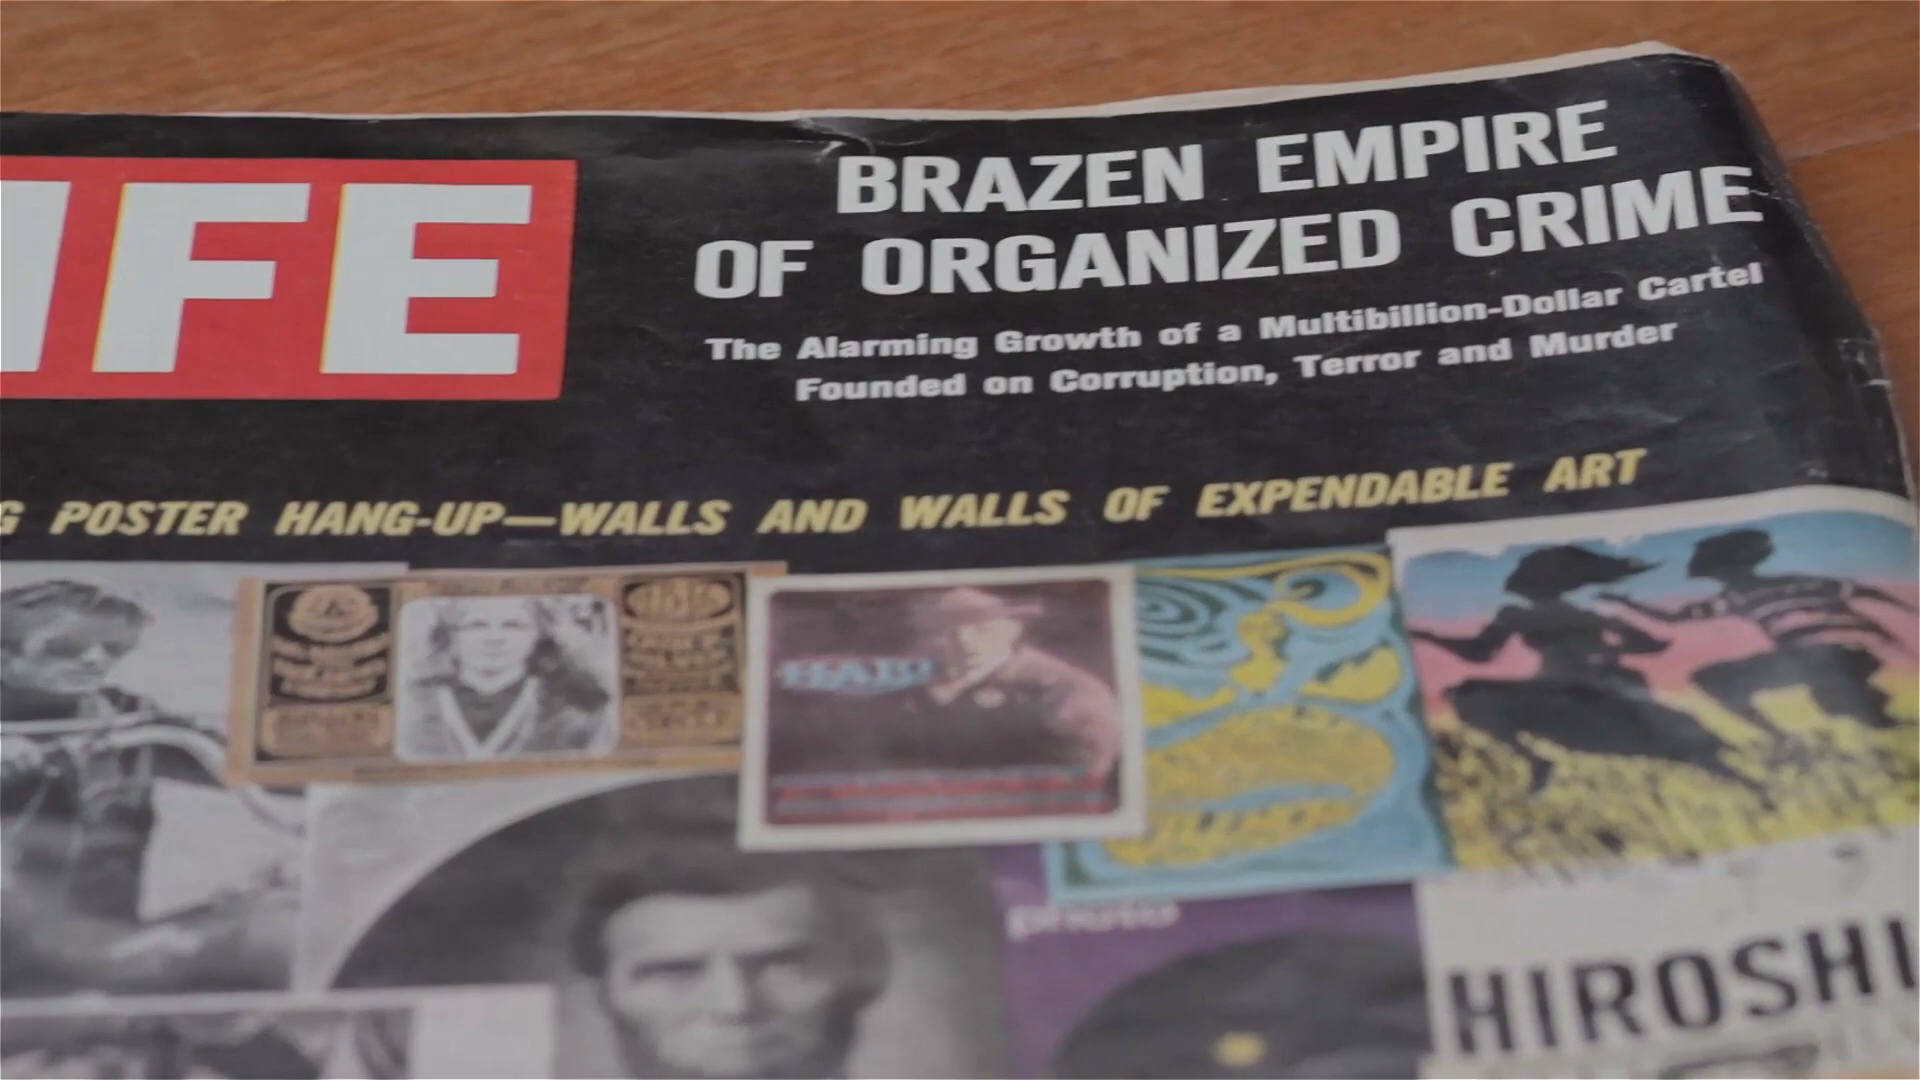 IFE
BRAZEN EMPIRE
OF ORGANIZED CRIME
The Alarming Growth of a Multibillion-Dollar Cartel
Founded on Corruption, Terror and Murder
G POSTER HANG-UP—WALLS AND WALLS OF EXPENDABLE ART
photo
HIROSHI